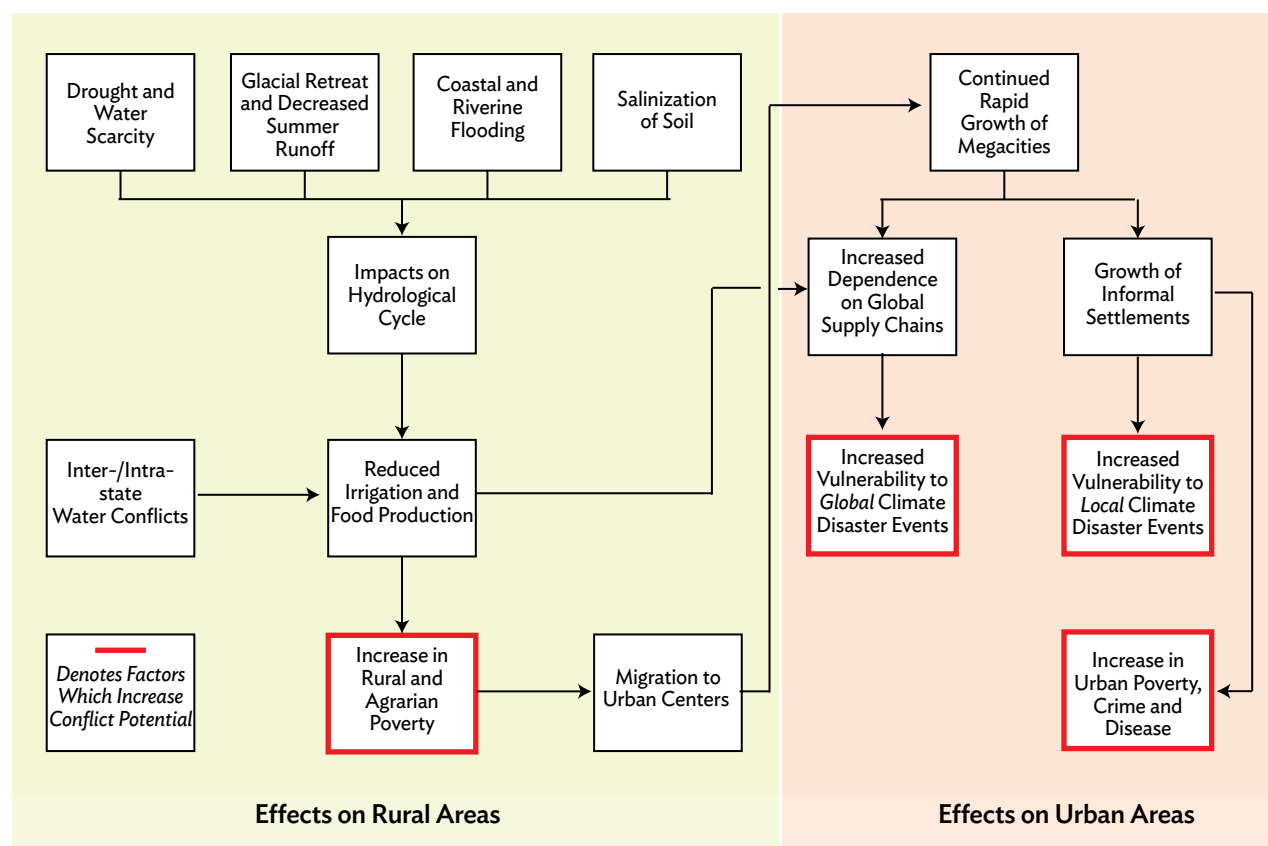 Drought and
Water
Scarcity
Glacial Retreat
and Decreased
Summer
Runoff
Coastal and
Riverine
Flooding
Salinization
of Soil
Continued
Rapid
Growth of
Megacities
Impacts on
Hydrological
Cycle
Increased
Dependence
on Global
Supply Chains
Growth of
Informal
Settlements
Inter-/Intra-
state
Water Conflicts
Reduced
Irrigation and
Food Production
Increased
Vulnerability to
Global Climate
Disaster Events
Increased
Vulnerability to
Local Climate
Disaster Events
Denotes Factors
Which Increase
Conflict Potential
Increase in
Rural and
Agrarian
Poverty
Migration to
Urban Centers
Increase in
Urban Poverty,
Crime and
Disease
Effects on Rural Areas
Effects on Urban Areas